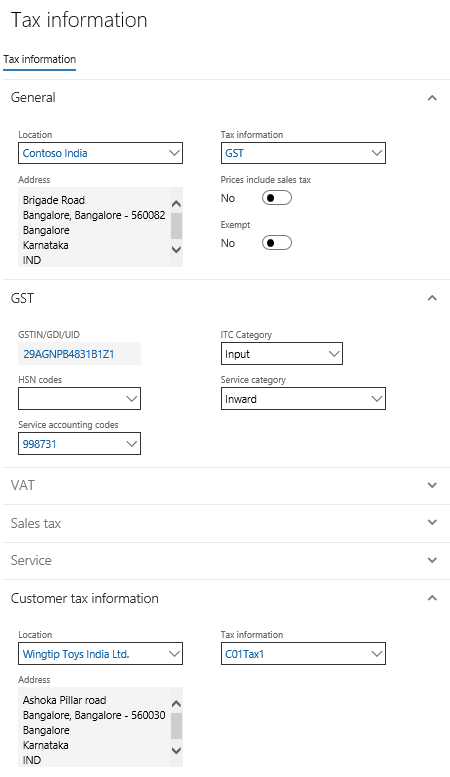 Tax information
Tax information
General
Location
Tax information
Contoso India
GST
Address
Prices include sales tax
Brigade Road
Bangalore, Bangalore - 560082
Bangalore
Karnataka
IND
No
Exempt
No
GST
GSTIN/GDI/UID
ITC Category
29AGNPB4831B1Z1
Input
HSN codes
Service category
Inward
Service accounting codes
998731
VAT
Sales tax
Service
Customer tax information
Location
Tax information
Wingtip Toys India Ltd.
C01Tax1
Address
Ashoka Pillar road
Bangalore, Bangalore - 560030
Bangalore
Karnataka
IND